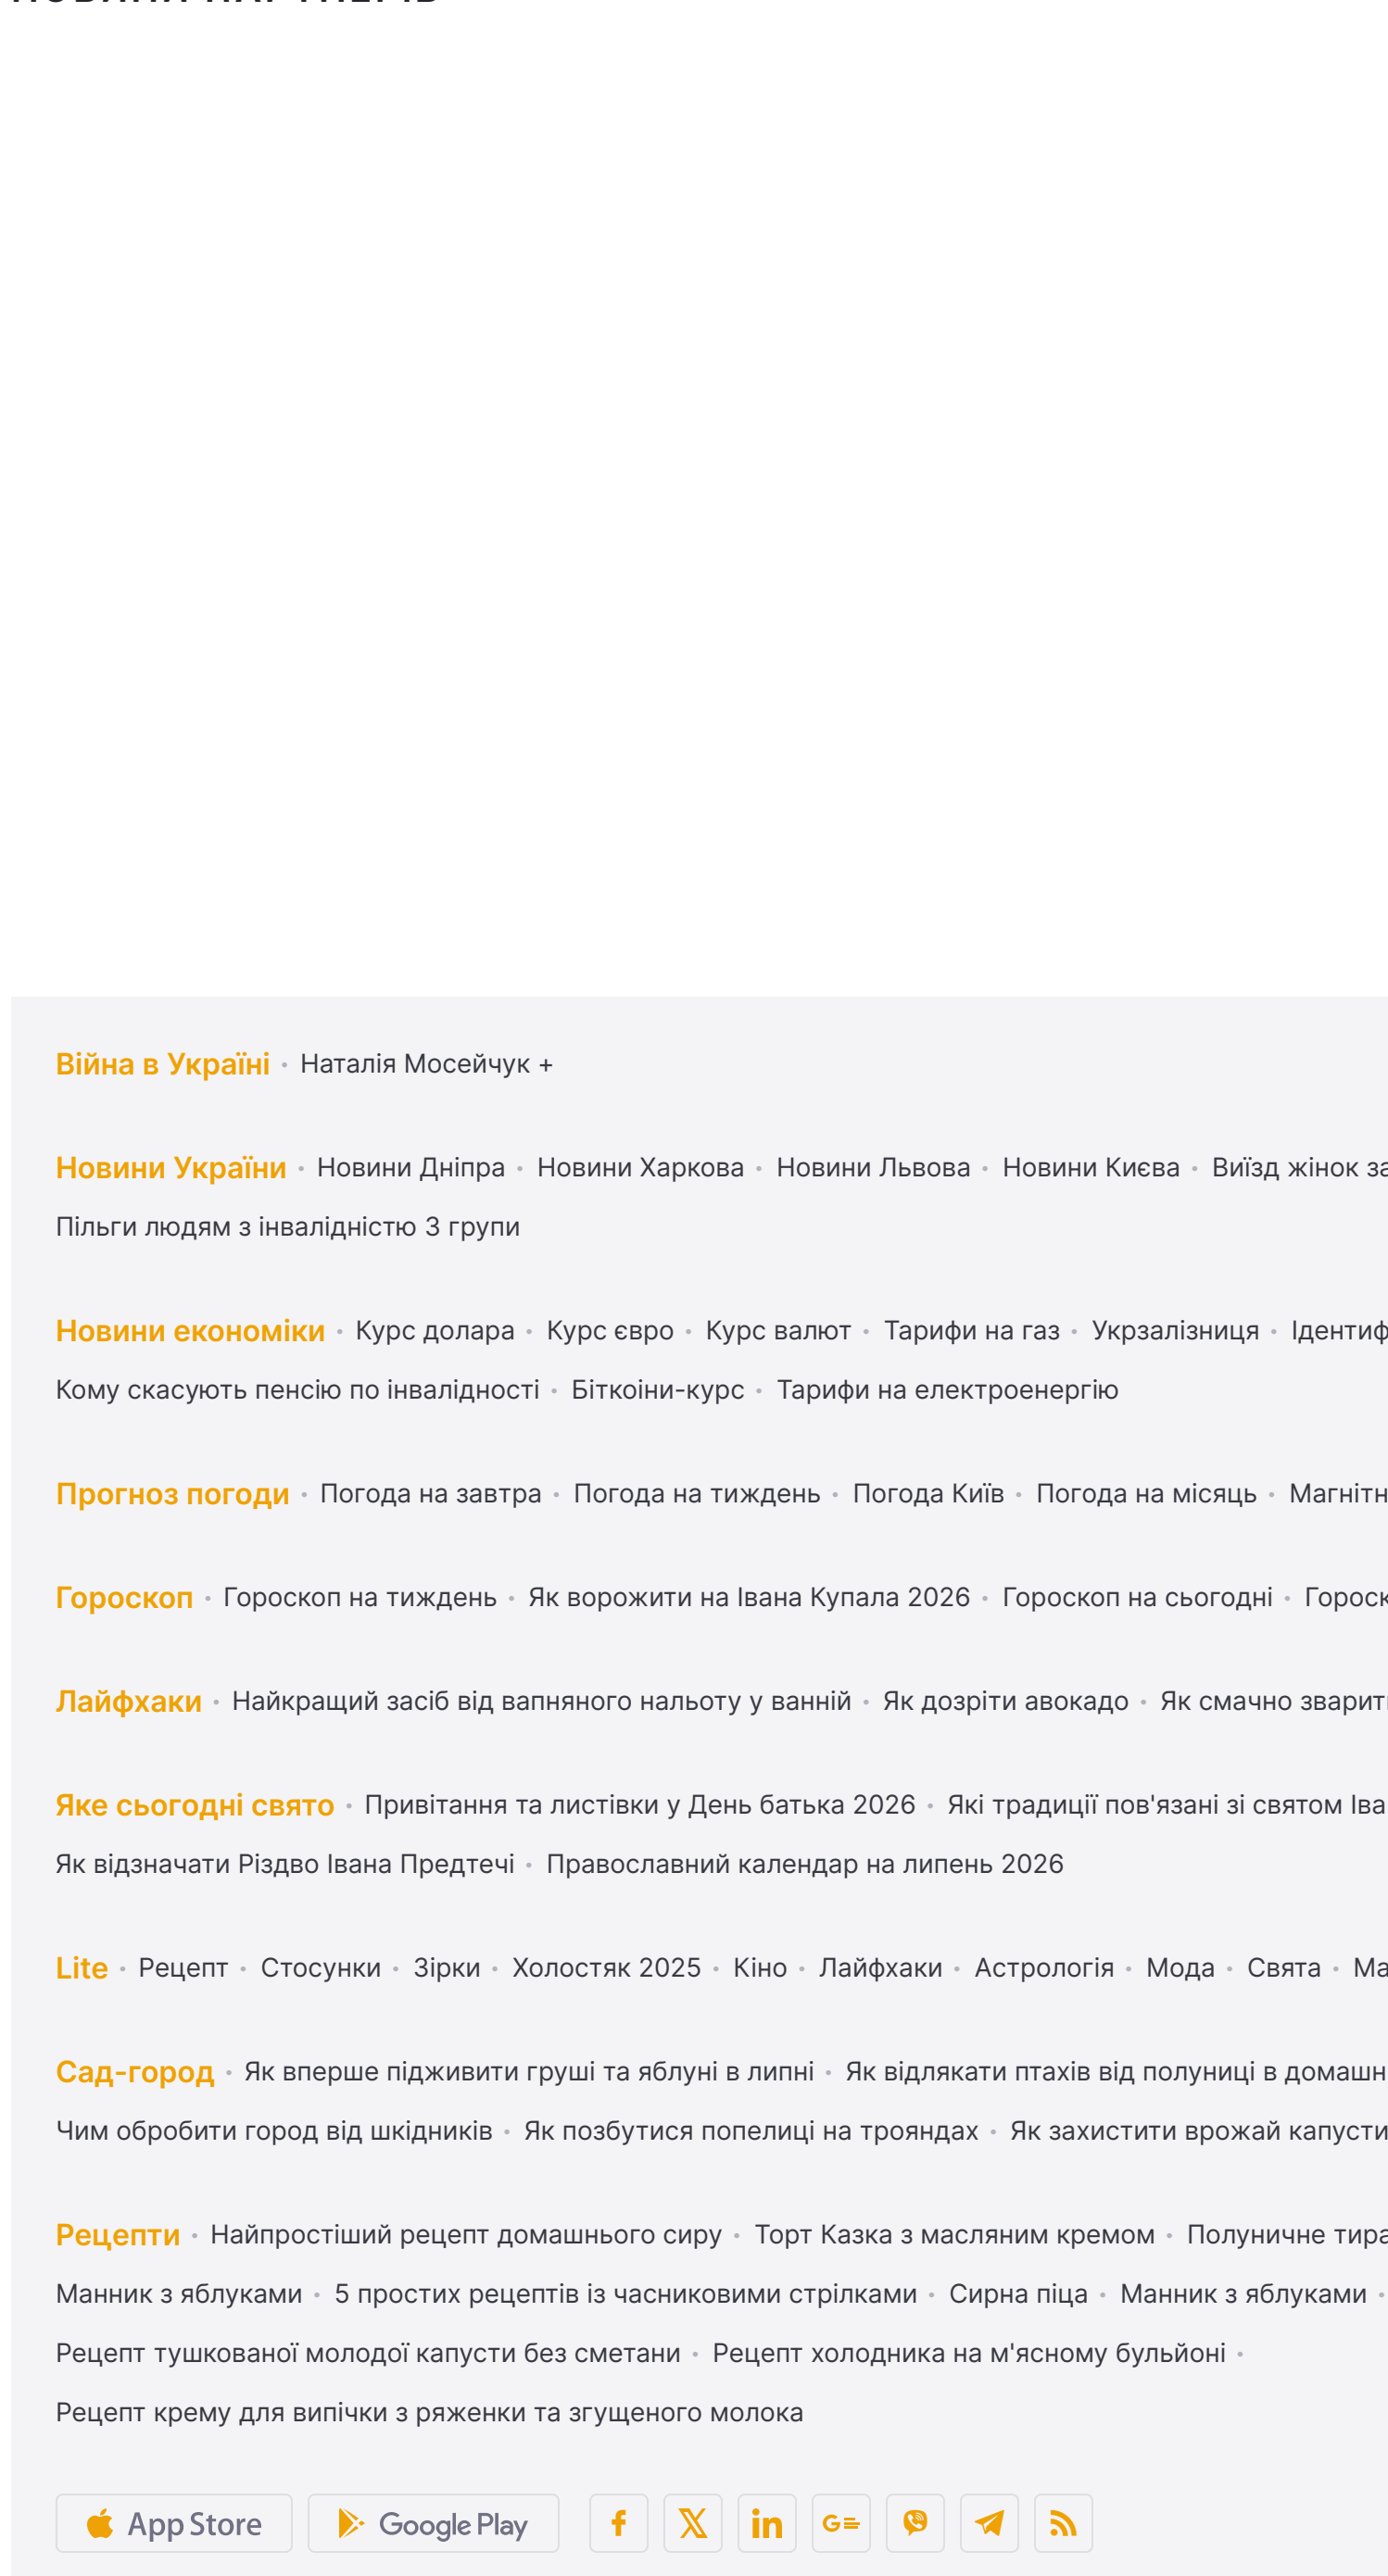 НОВИНИ ПАРТНЕРІВ
Війна в Україні • Наталія Мосейчук +
Новини України • Новини Дніпра • Новини Харкова • Новини Львова • Новини Києва • Виїзд жінок за
Пільги людям з інвалідністю 3 групи
Новини економіки • Курс долара • Курс євро • Курс валют • Тарифи на газ • Укрзалізниця • Ідентиф
Кому скасують пенсію по інвалідності • Біткоіни-курс • Тарифи на електроенергію
Прогноз погоди • Погода на завтра • Погода на тиждень • Погода Київ • Погода на місяць • Магнітн
Гороскоп • Гороскоп на тиждень • Як ворожити на Івана Купала 2026 • Гороскоп на сьогодні • Гороск
Лайфхаки • Найкращий засіб від вапняного нальоту у ванній • Як дозріти авокадо • Як смачно зварит
Яке сьогодні свято • Привітання та листівки у День батька 2026 • Які традиції пов'язані зі святом Іва
Як відзначати Різдво Івана Предтечі • Православний календар на липень 2026
Lite • Рецепт • Стосунки • Зірки • Холостяк 2025 • Кіно • Лайфхаки • Астрологія • Мода • Свята • Ма
Сад-город • Як вперше підживити груші та яблуні в липні • Як відлякати птахів від полуниці в домашн
Чим обробити город від шкідників • Як позбутися попелиці на трояндах • Як захистити врожай капусти
Рецепти • Найпростіший рецепт домашнього сиру • Торт Казка з масляним кремом • Полуничне тира
Манник з яблуками • 5 простих рецептів із часниковими стрілками • Сирна піца • Манник з яблуками •
Рецепт тушкованої молодої капусти без сметани • Рецепт холодника на м'ясному бульйоні •
Рецепт крему для випічки з ряженки та згущеного молока
App Store Google Play